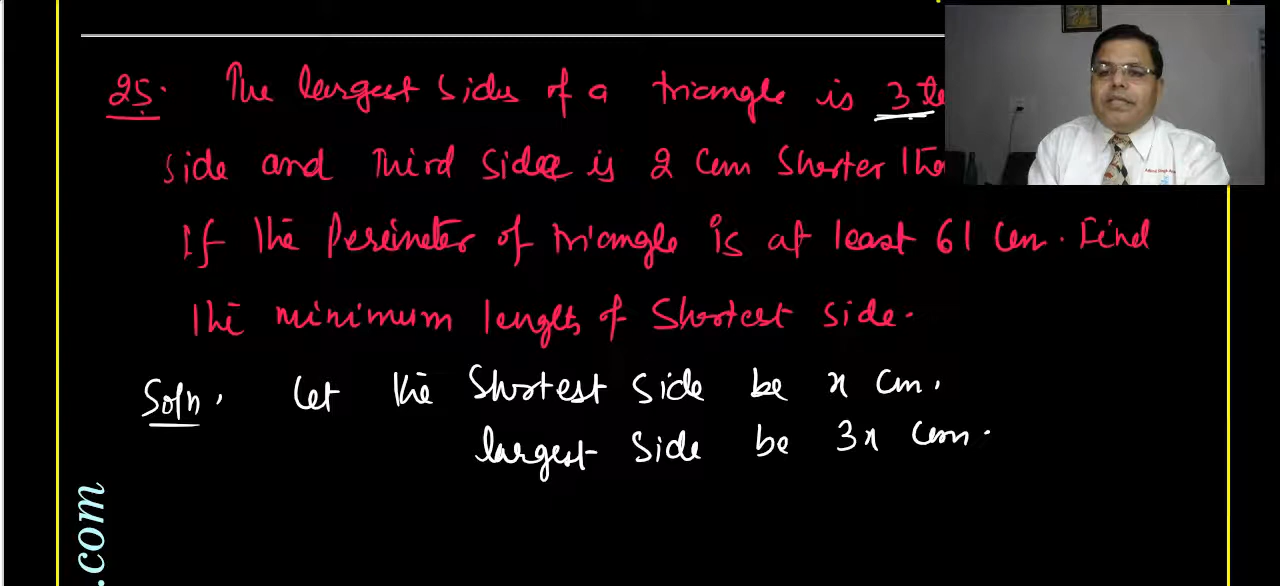 25. The largest sides of a triangle is 3
side and third side is 2 cm shorter
If the Perimeter of triangle is at least 61 cm. Find
the minimum length of shortest side.
Soln. Let the shortest side be x cm.
largest side be 3x cm.
.com